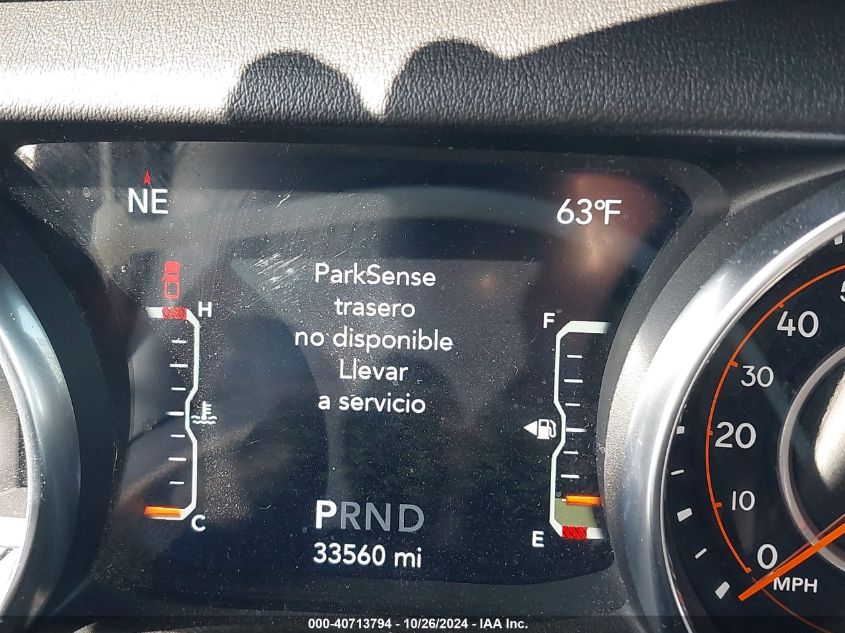 NE
63°F
ParkSense
trasero
no disponible
Llevar
a servicio
H
C
F
E
PRND
33560 mi
40
30
20
10
0
MPH
000-40713794 - 10/26/2024 - IAA Inc.